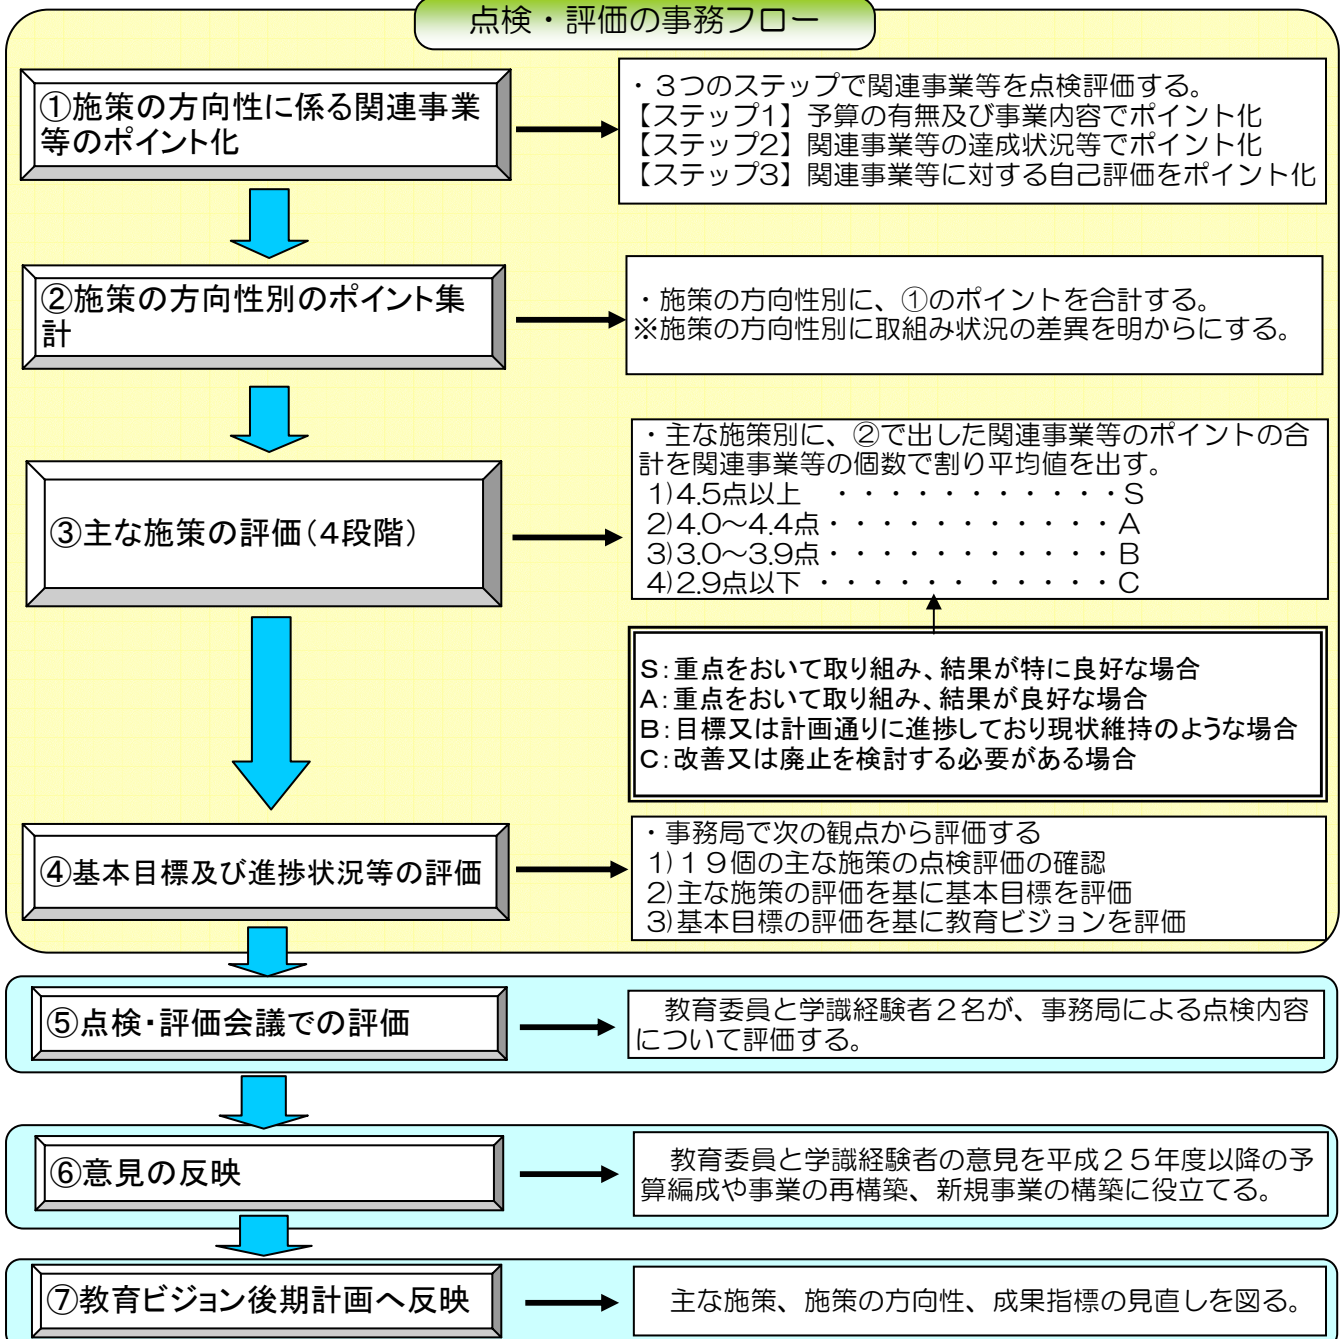 点検・評価の事務フロー
①施策の方向性に係る関連事業
等のポイント化
・３つのステップで関連事業等を点検評価する。
【ステップ1】予算の有無及び事業内容でポイント化
【ステップ2】関連事業等の達成状況等でポイント化
【ステップ3】関連事業等に対する自己評価をポイント化
②施策の方向性別のポイント集
計
・施策の方向性別に、①のポイントを合計する。
※施策の方向性別に取組み状況の差異を明からにする。
③主な施策の評価（4段階）
・主な施策別に、②で出した関連事業等のポイントの合
計を関連事業等の個数で割り平均値を出す。
1)4.5点以上　・・・・・・・・・・・S
2)4.0～4.4点・・・・・・・・・・・A
3)3.0～3.9点・・・・・・・・・・・B
4)2.9点以下 ・・・・・・ ・・・・・C
S：重点をおいて取り組み、結果が特に良好な場合
A：重点をおいて取り組み、結果が良好な場合
B：目標又は計画通りに進捗しており現状維持のような場合
C：改善又は廃止を検討する必要がある場合
④基本目標及び進捗状況等の評価
・事務局で次の観点から評価する
1)１９個の主な施策の点検評価の確認
2)主な施策の評価を基に基本目標を評価
3)基本目標の評価を基に教育ビジョンを評価
⑤点検・評価会議での評価
教育委員と学識経験者２名が、事務局による点検内容
について評価する。
⑥意見の反映
教育委員と学識経験者の意見を平成２５年度以降の予
算編成や事業の再構築、新規事業の構築に役立てる。
⑦教育ビジョン後期計画へ反映
主な施策、施策の方向性、成果指標の見直しを図る。